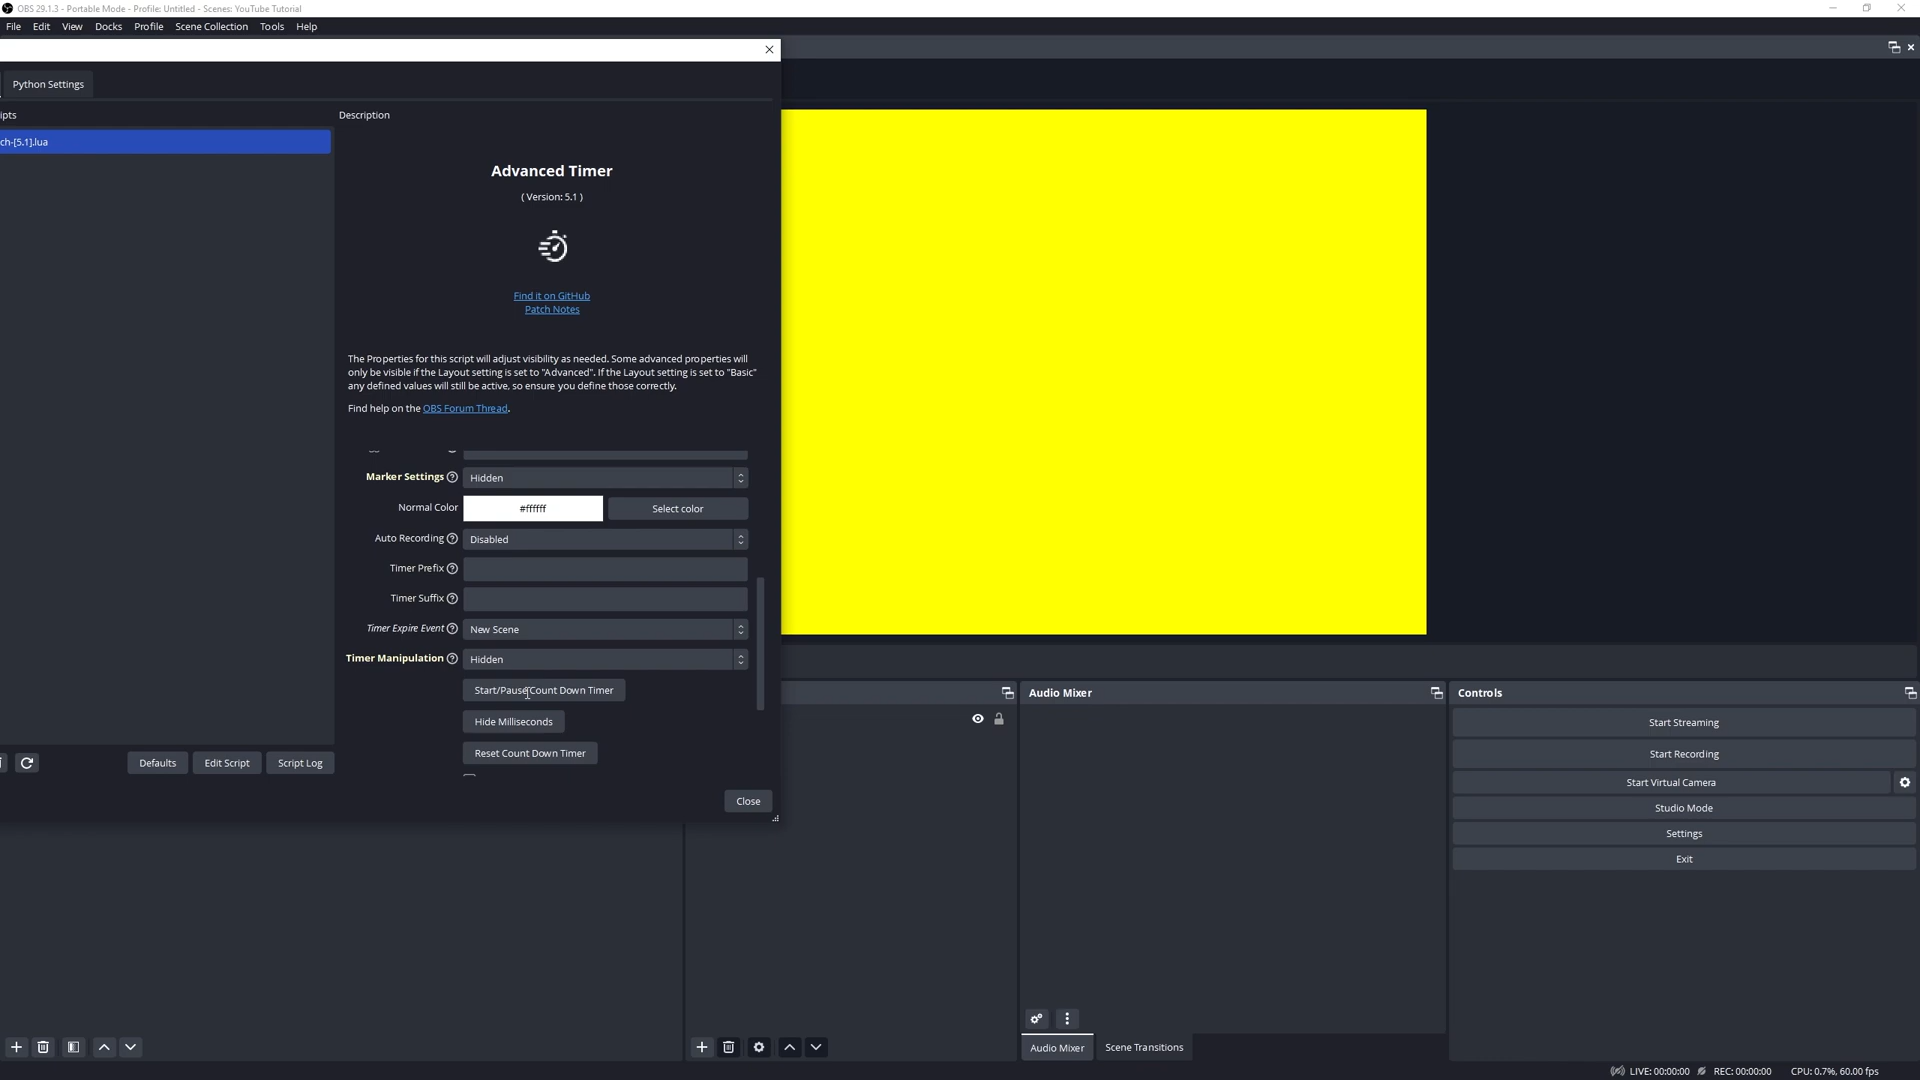 OBS 29.1.3 - Portable Mode - Profile: Untitled - Scenes: YouTube Tutorial
File Edit View Docks Profile Scene Collection Tools Help
Python Settings
ipts
Description
ch-[5.1].lua
Advanced Timer
( Version: 5.1 )
Find it on GitHub
Patch Notes
The Properties for this script will adjust visibility as needed. Some advanced properties will
only be visible if the Layout setting is set to "Advanced". If the Layout setting is set to "Basic"
any defined values will still be active, so ensure you define those correctly.
Find help on the OBS Forum Thread.
Marker Settings ? Hidden
Normal Color #ffffff Select color
Auto Recording ? Disabled
Timer Prefix ?
Timer Suffix ?
Timer Expire Event ? New Scene
Timer Manipulation ? Hidden
Start/Pause Count Down Timer
Hide Milliseconds
Reset Count Down Timer
Defaults Edit Script Script Log
Close
Audio Mixer
Controls
Start Streaming
Start Recording
Start Virtual Camera
Studio Mode
Settings
Exit
Audio Mixer Scene Transitions
LIVE: 00:00:00 REC: 00:00:00 CPU: 0.7%, 60.00 fps